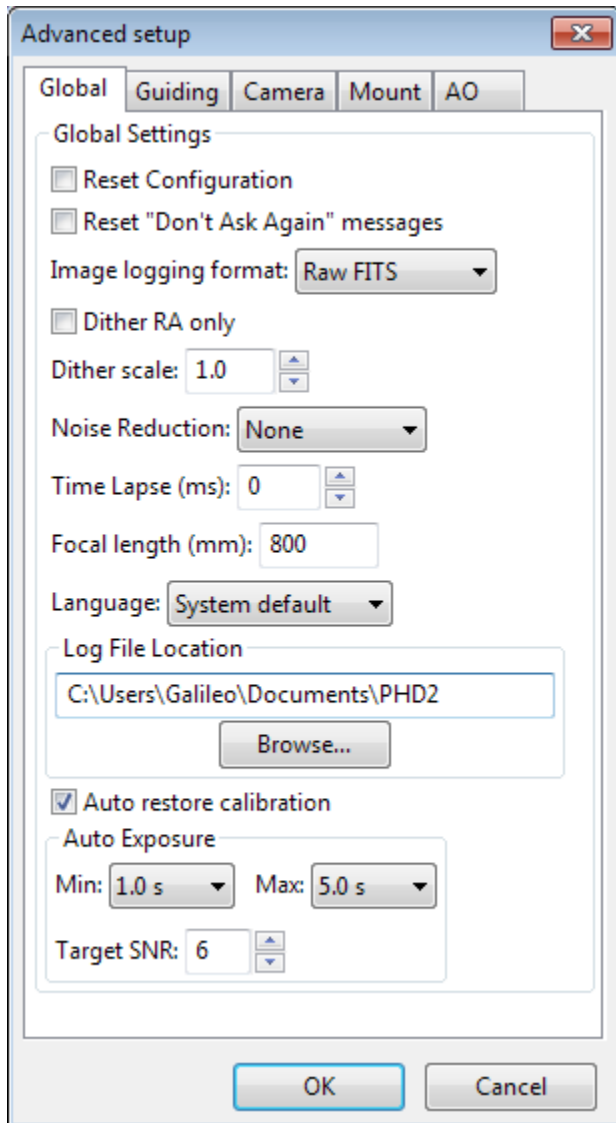 Advanced setup
Global Guiding Camera Mount AO
Global Settings
Reset Configuration
Reset "Don't Ask Again" messages
Image logging format: Raw FITS
Dither RA only
Dither scale: 1.0
Noise Reduction: None
Time Lapse (ms): 0
Focal length (mm): 800
Language: System default
Log File Location
C:\Users\Galileo\Documents\PHD2
Browse...
Auto restore calibration
Auto Exposure
Min: 1.0 s Max: 5.0 s
Target SNR: 6
OK Cancel